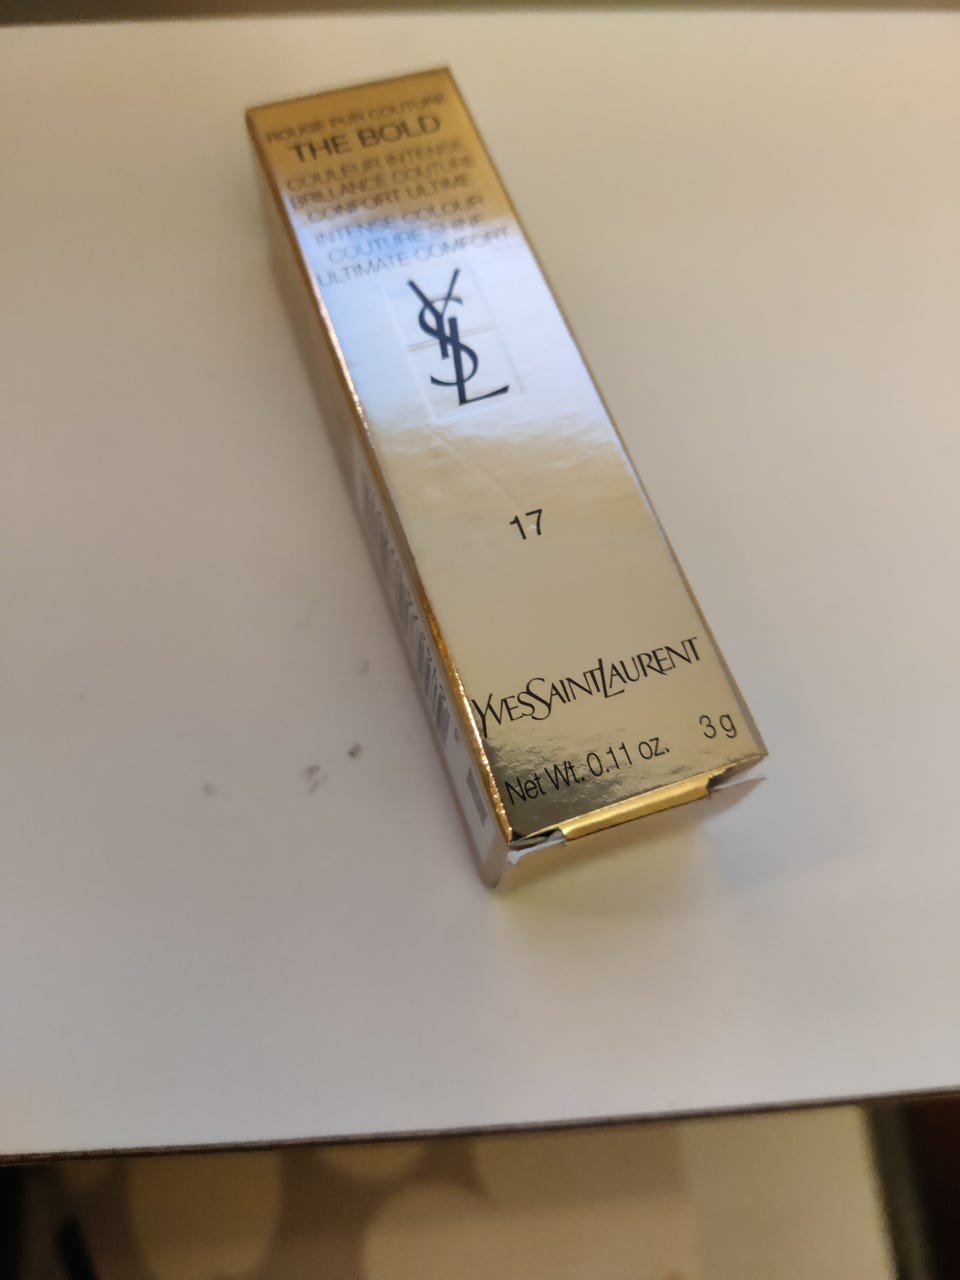 ROUGE PUR COUTURE
THE BOLD
COULEUR INTENSE
BRILLANCE COUTURE
CONFORT ULTIME
INTENSE COLOUR
COUTURE SHINE
ULTIMATE COMFORT
YSL
17
YVESSAINTLAURENT
Net Wt. 0.11 oz. 3 g